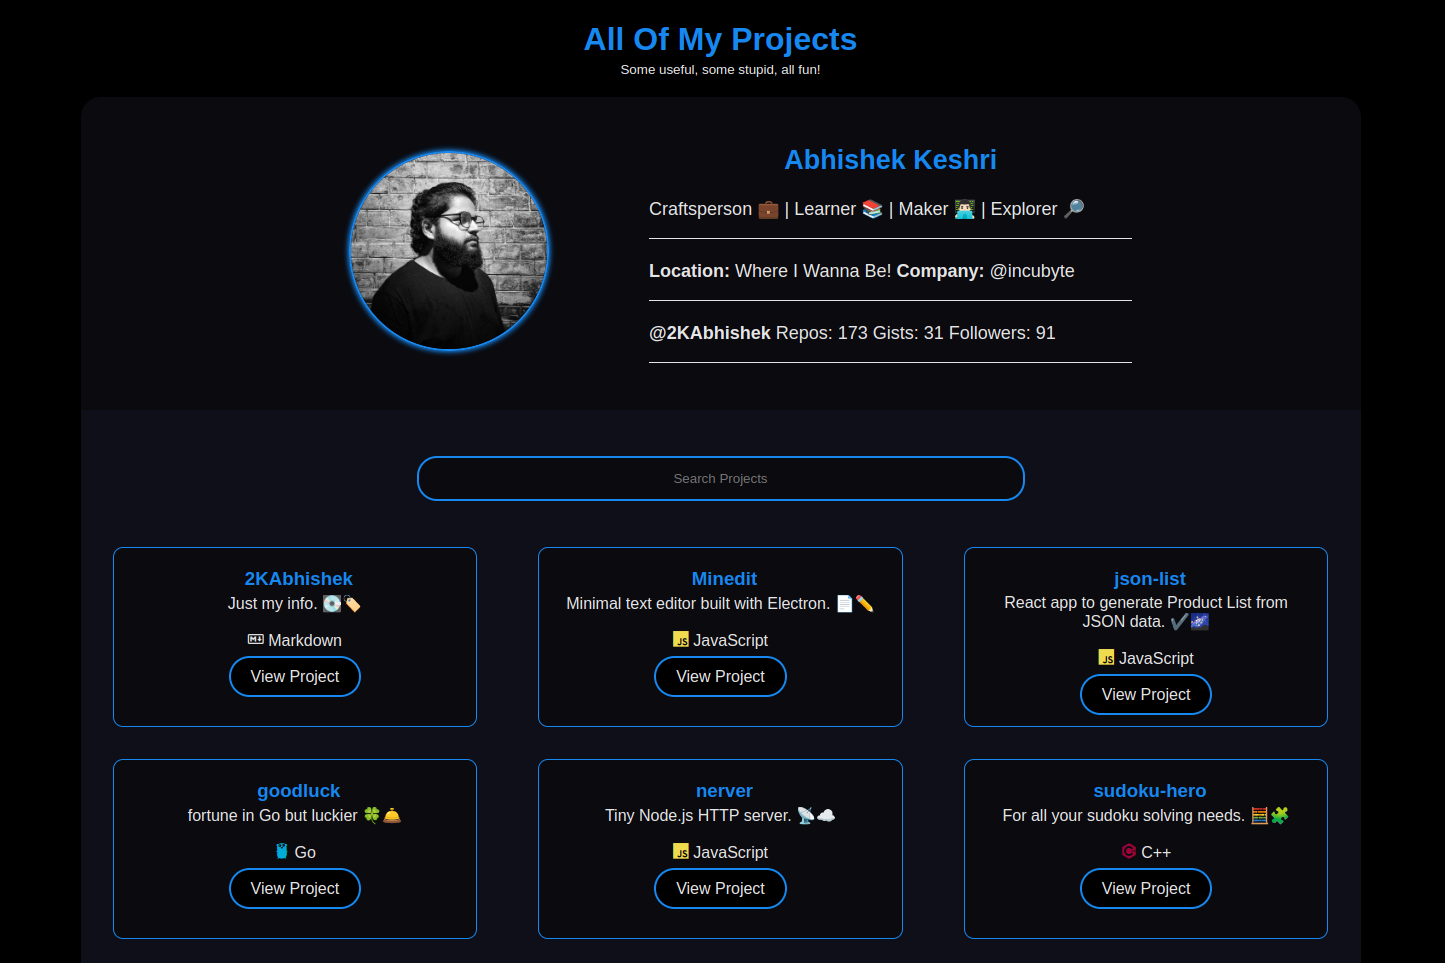 All Of My Projects
Some useful, some stupid, all fun!
Abhishek Keshri
Craftsperson 💼 | Learner 📚 | Maker 👨🏻‍💻 | Explorer 🔎
Location: Where I Wanna Be! Company: @incubyte
@2KAbhishek Repos: 173 Gists: 31 Followers: 91
Search Projects
2KAbhishek
Just my info. 💽🏷️
Markdown
View Project
Minedit
Minimal text editor built with Electron. 📄✏️
JavaScript
View Project
json-list
React app to generate Product List from
JSON data. ✔️🌌
JavaScript
View Project
goodluck
fortune in Go but luckier 🍀🛎️
Go
View Project
nerver
Tiny Node.js HTTP server. 📡☁️
JavaScript
View Project
sudoku-hero
For all your sudoku solving needs. 🧮🧩
C++
View Project